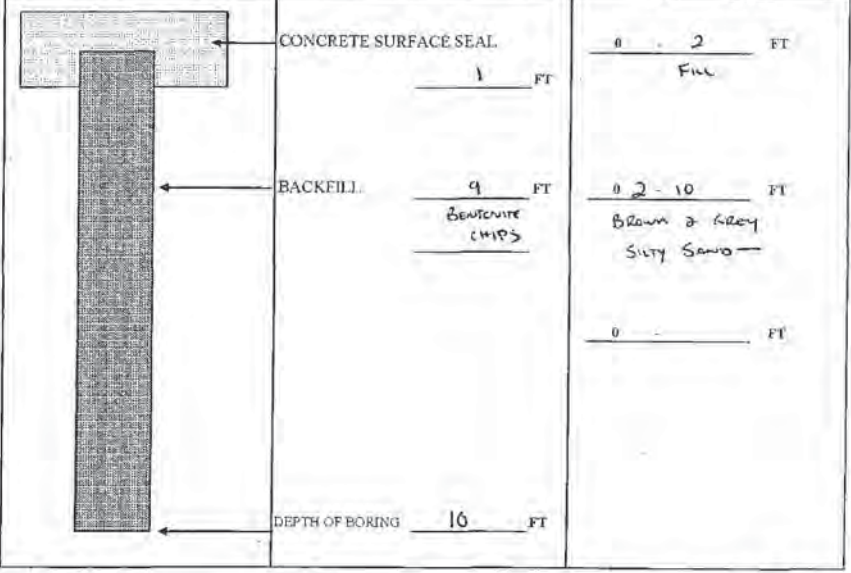 CONCRETE SURFACE SEAL
1 FT
BACKFILL
9 FT
BENTONITE
CHIPS
DEPTH OF BORING 10 FT
0 - 2 FT
FILL
0 2 - 10 FT
BROWN & GREY
SILTY SAND
0 - FT